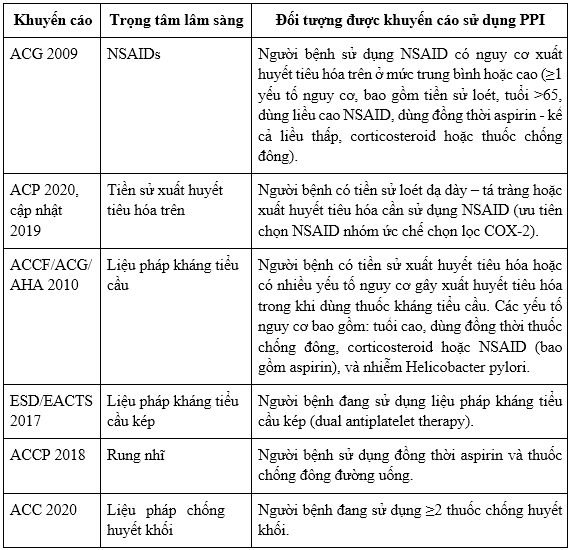 Khuyến cáo
Trọng tâm lâm sàng
Đối tượng được khuyến cáo sử dụng PPI
ACG 2009
NSAIDs
Người bệnh sử dụng NSAID có nguy cơ xuất
huyết tiêu hóa trên ở mức trung bình hoặc cao (≥1
yếu tố nguy cơ, bao gồm tiền sử loét, tuổi >65,
dùng liều cao NSAID, dùng đồng thời aspirin - kể
cả liều thấp, corticosteroid hoặc thuốc chống
đông).
ACP 2020,
cập nhật
2019
Tiền sử xuất huyết
tiêu hóa trên
Người bệnh có tiền sử loét dạ dày – tá tràng hoặc
xuất huyết tiêu hóa cần sử dụng NSAID (ưu tiên
chọn NSAID nhóm ức chế chọn lọc COX-2).
ACCF/ACG/
AHA 2010
Liệu pháp kháng tiểu
cầu
Người bệnh có tiền sử xuất huyết tiêu hóa hoặc
có nhiều yếu tố nguy cơ gây xuất huyết tiêu hóa
trong khi dùng thuốc kháng tiểu cầu. Các yếu tố
nguy cơ bao gồm: tuổi cao, dùng đồng thời thuốc
chống đông, corticosteroid hoặc NSAID (bao
gồm aspirin), và nhiễm Helicobacter pylori.
ESD/EACTS
2017
Liệu pháp kháng tiểu
cầu kép
Người bệnh đang sử dụng liệu pháp kháng tiểu
cầu kép (dual antiplatelet therapy).
ACCP 2018
Rung nhĩ
Người bệnh sử dụng đồng thời aspirin và thuốc
chống đông đường uống.
ACC 2020
Liệu pháp chống
huyết khối
Người bệnh đang sử dụng ≥2 thuốc chống huyết
khối.